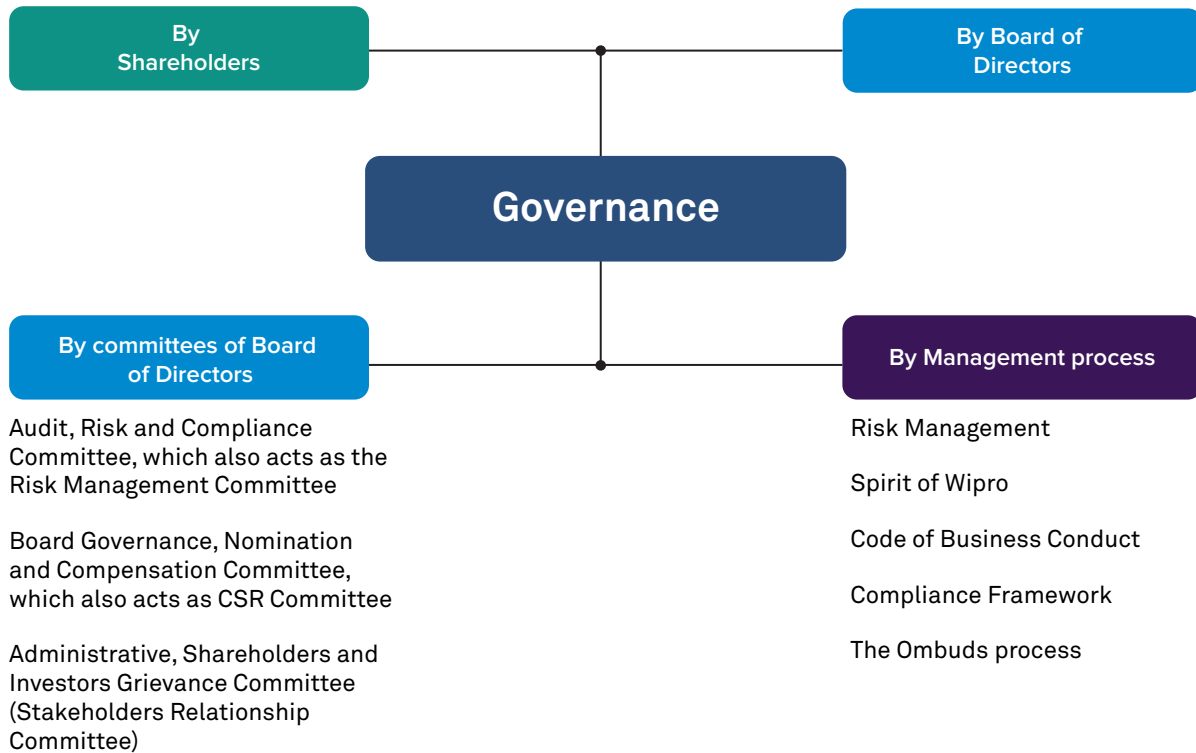 By
Shareholders
By Board of
Directors
Governance
By committees of Board
of Directors
By Management process
Audit, Risk and Compliance
Committee, which also acts as the
Risk Management Committee
Board Governance, Nomination
and Compensation Committee,
which also acts as CSR Committee
Administrative, Shareholders and
Investors Grievance Committee
(Stakeholders Relationship
Committee)
Risk Management
Spirit of Wipro
Code of Business Conduct
Compliance Framework
The Ombuds process